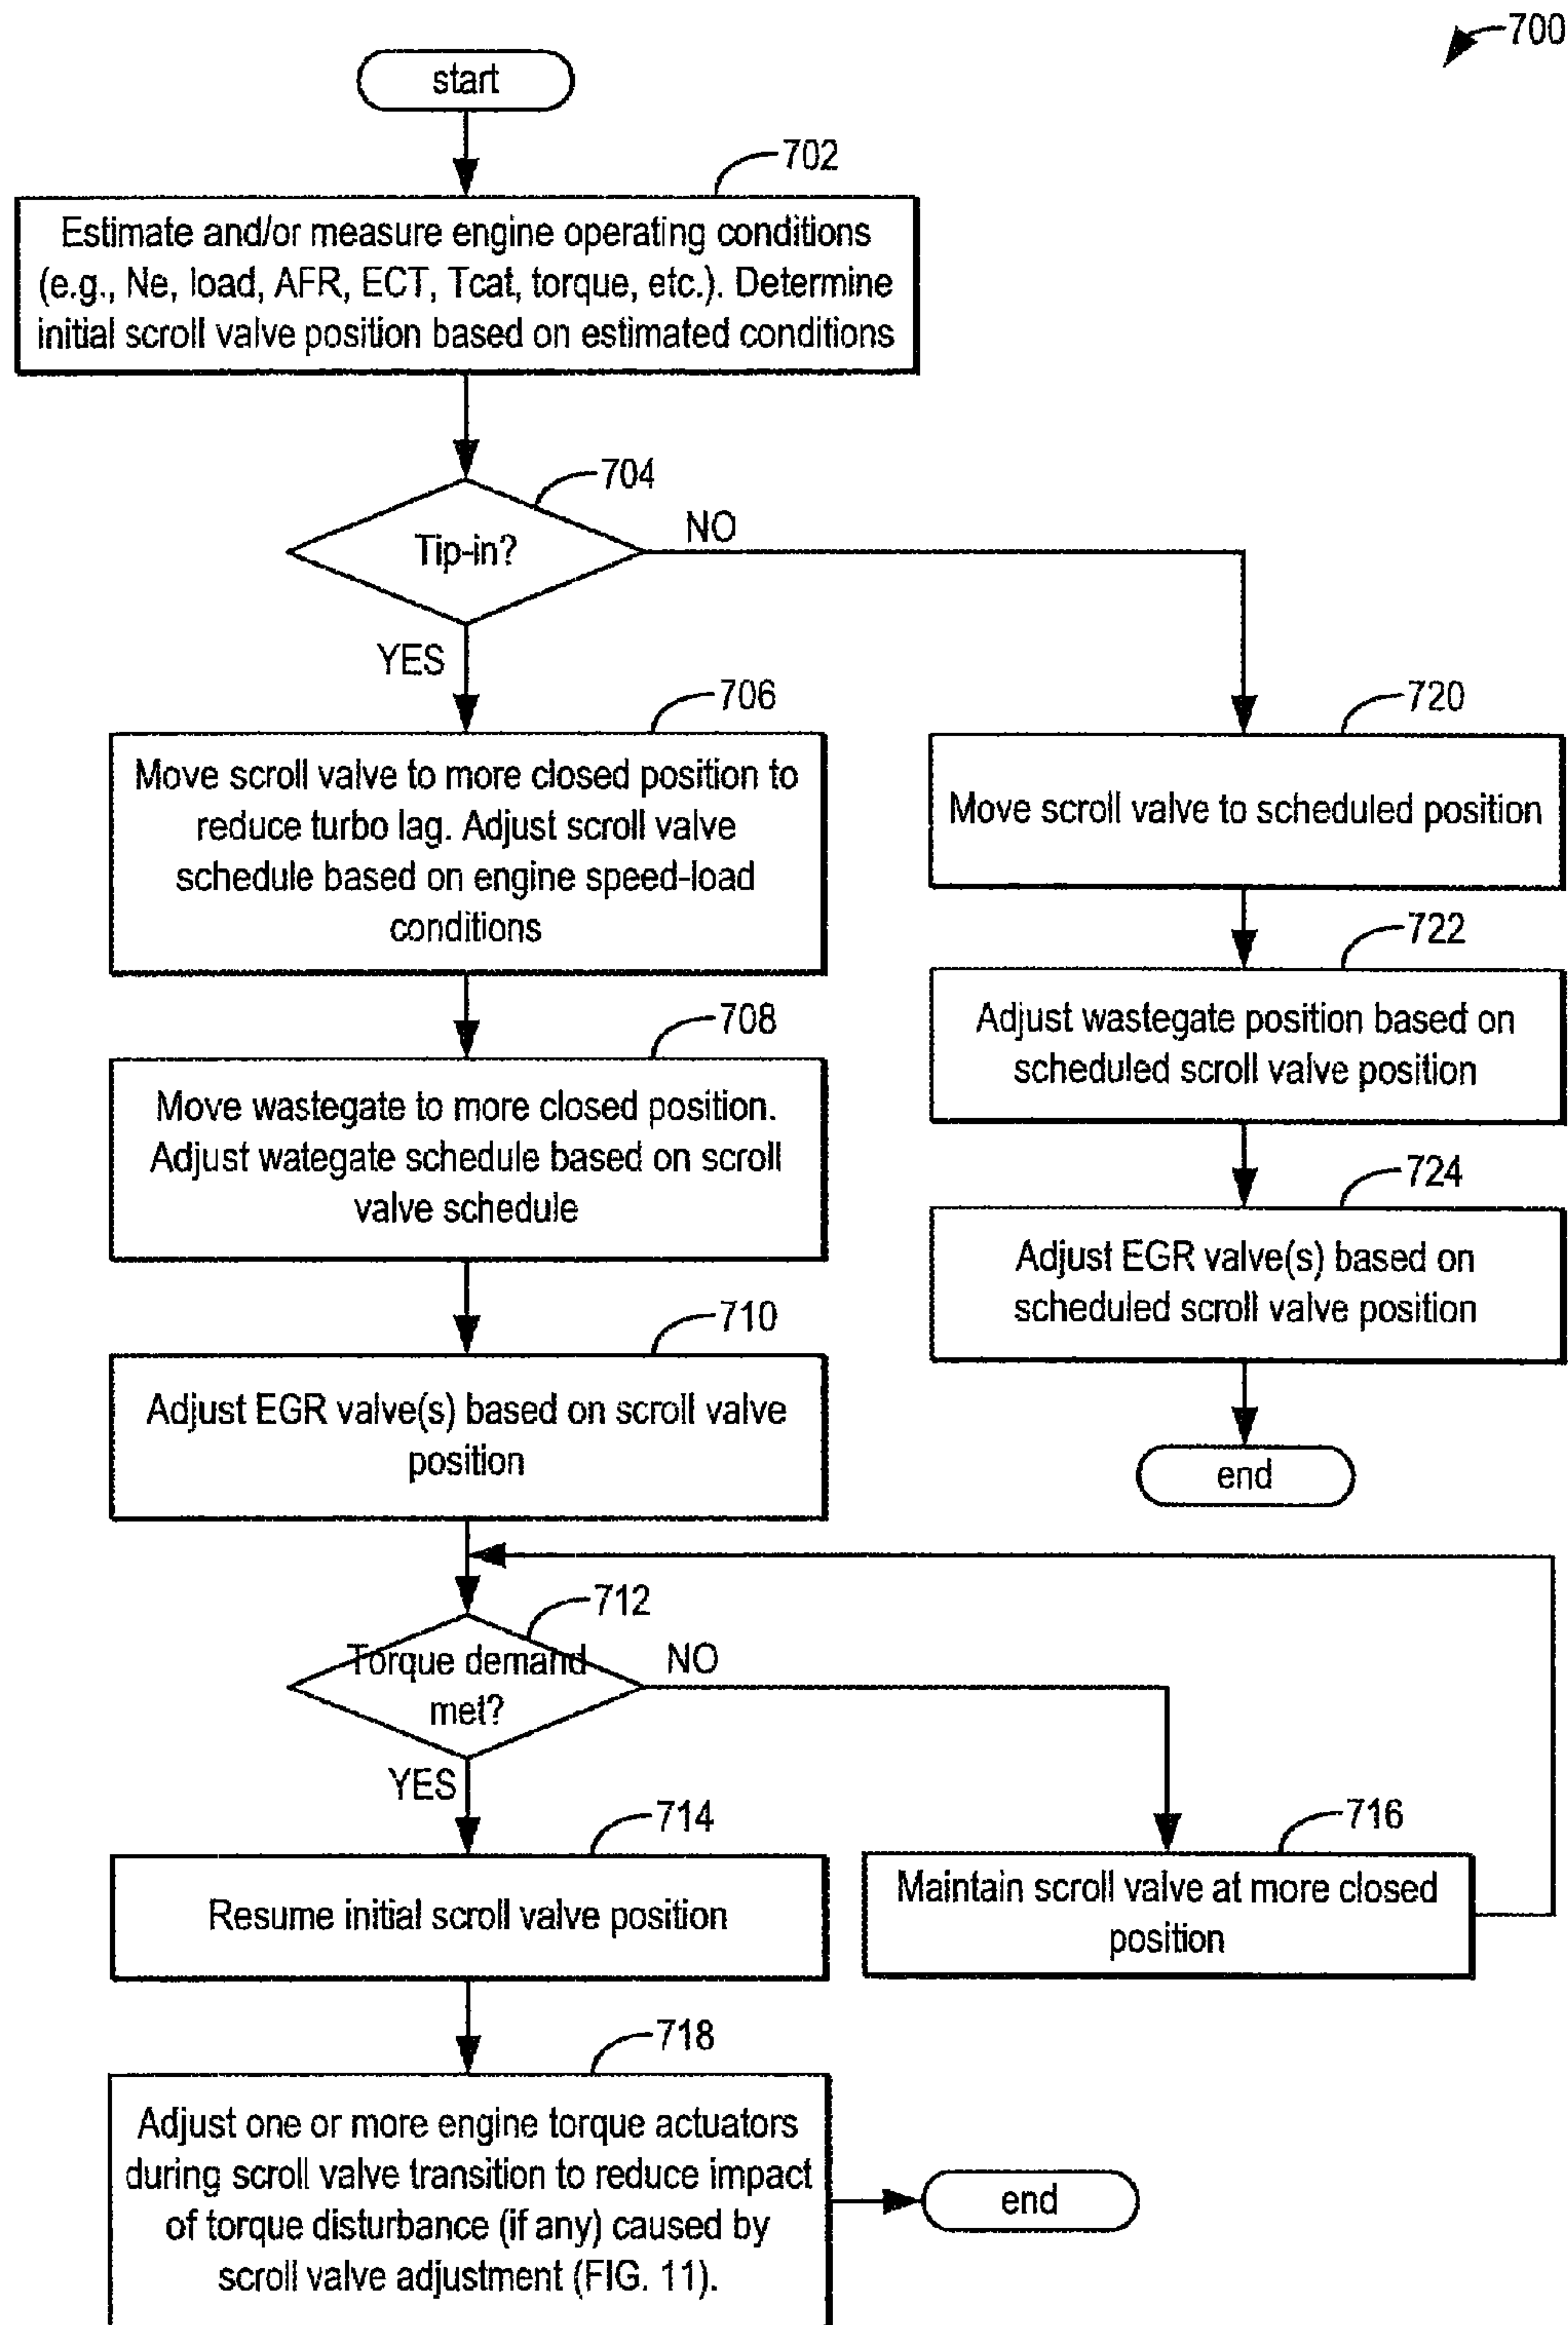 700
start
702
Estimate and/or measure engine operating conditions
(e.g., Ne, load, AFR, ECT, Tcat, torque, etc.). Determine
initial scroll valve position based on estimated conditions
704
Tip-in?
NO
YES
706
Move scroll valve to more closed position to
reduce turbo lag. Adjust scroll valve
schedule based on engine speed-load
conditions
708
Move wastegate to more closed position.
Adjust wategate schedule based on scroll
valve schedule
710
Adjust EGR valve(s) based on scroll valve
position
720
Move scroll valve to scheduled position
722
Adjust wastegate position based on
scheduled scroll valve position
724
Adjust EGR valve(s) based on
scheduled scroll valve position
end
712
Torque demand
met?
NO
YES
714
Resume initial scroll valve position
716
Maintain scroll valve at more closed
position
718
Adjust one or more engine torque actuators
during scroll valve transition to reduce impact
of torque disturbance (if any) caused by
scroll valve adjustment (FIG. 11).
end